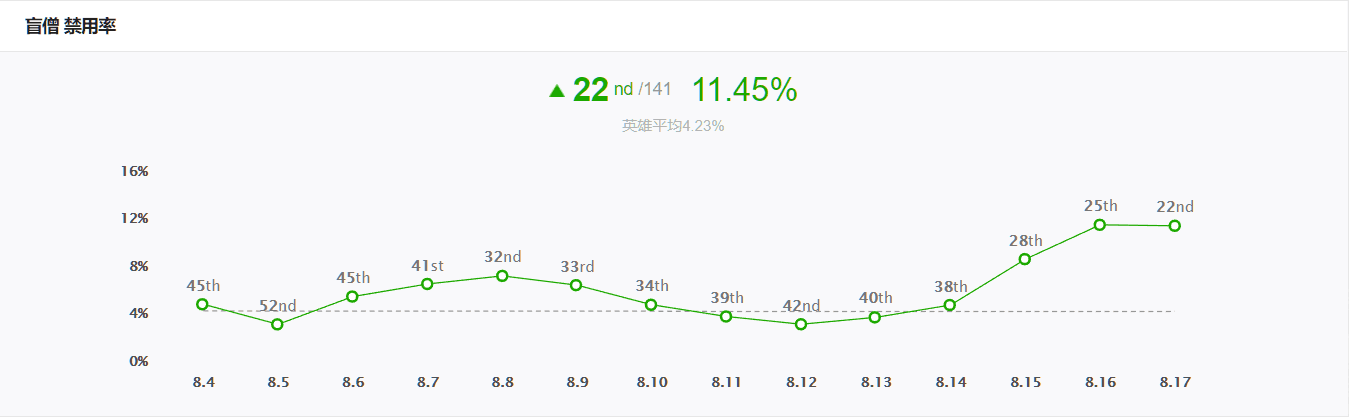 盲僧 禁用率
▲ 22 nd /141 11.45%
英雄平均4.23%
16%
12%
8%
4%
0%
45th
52nd
45th
41st
32nd
33rd
34th
39th
42nd
40th
38th
28th
25th
22nd
8.4 8.5 8.6 8.7 8.8 8.9 8.10 8.11 8.12 8.13 8.14 8.15 8.16 8.17